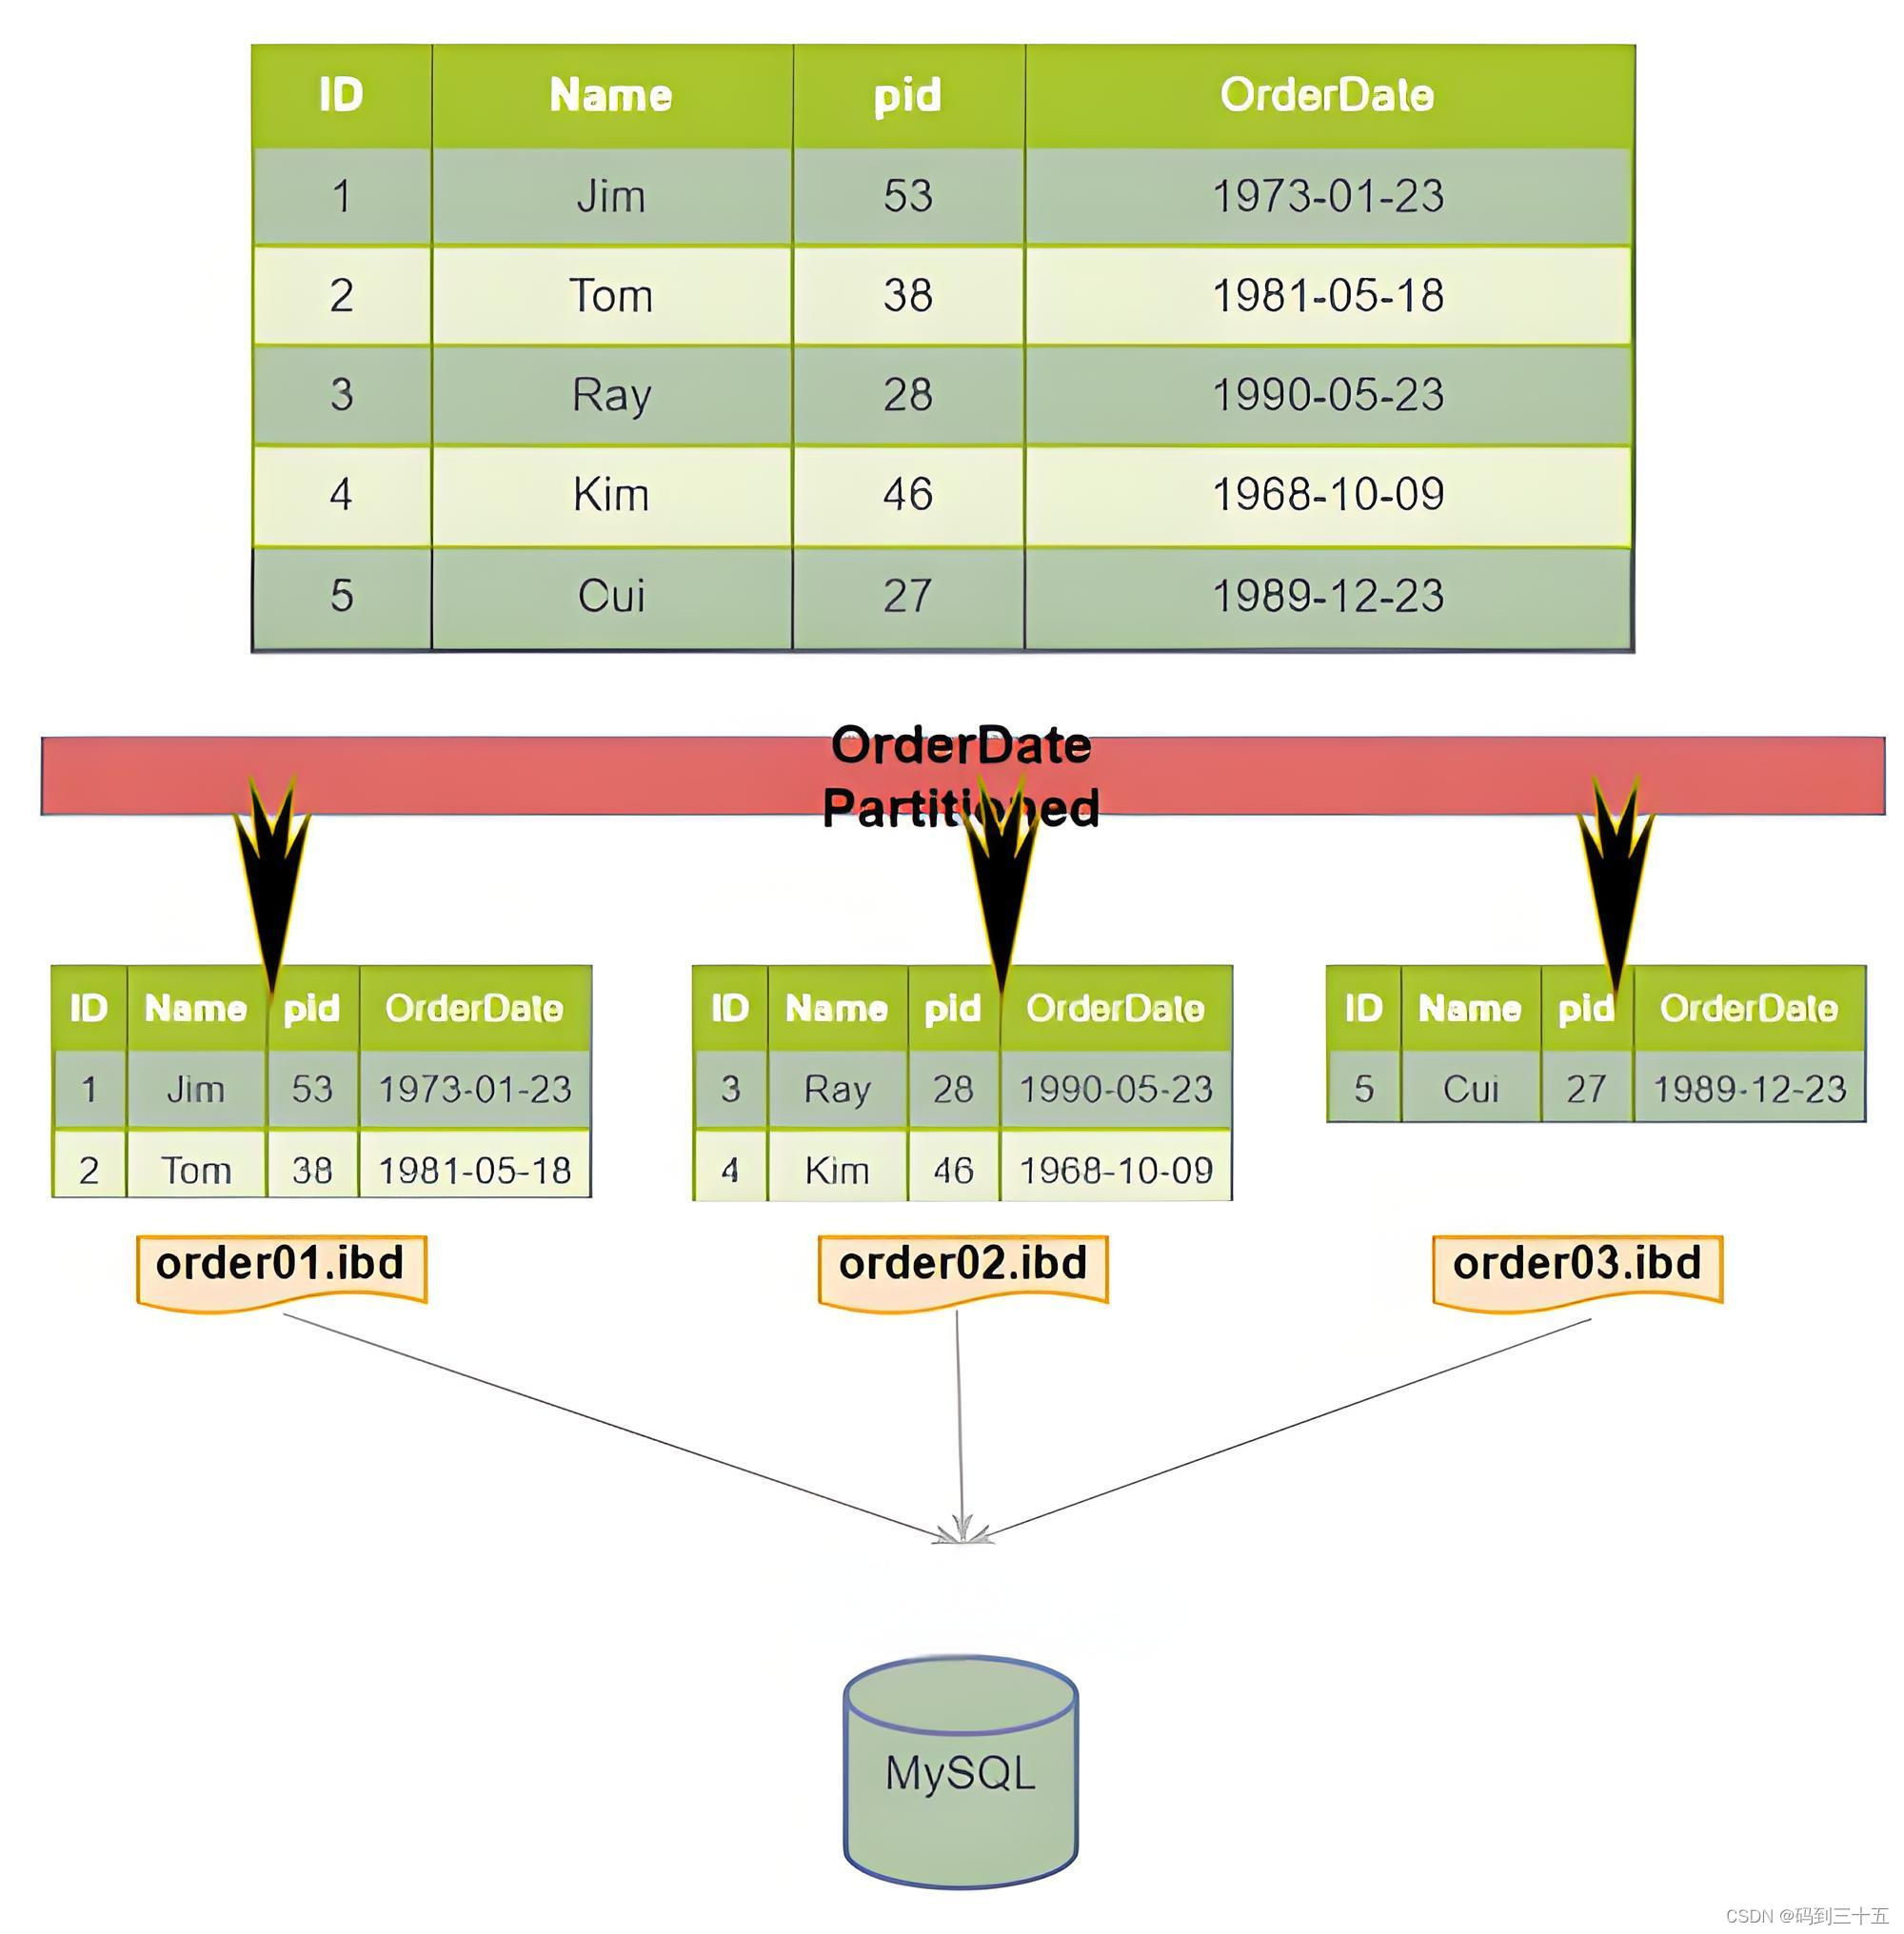 ID Name pid OrderDate
1 Jim 53 1973-01-23
2 Tom 38 1981-05-18
3 Ray 28 1990-05-23
4 Kim 46 1968-10-09
5 Cui 27 1989-12-23
OrderDate
Partitioned
ID Name pid OrderDate
1 Jim 53 1973-01-23
2 Tom 38 1981-05-18
order01.ibd
ID Name pid OrderDate
3 Ray 28 1990-05-23
4 Kim 46 1968-10-09
order02.ibd
ID Name pid OrderDate
5 Cui 27 1989-12-23
order03.ibd
MySQL
CSDN @码到三十五